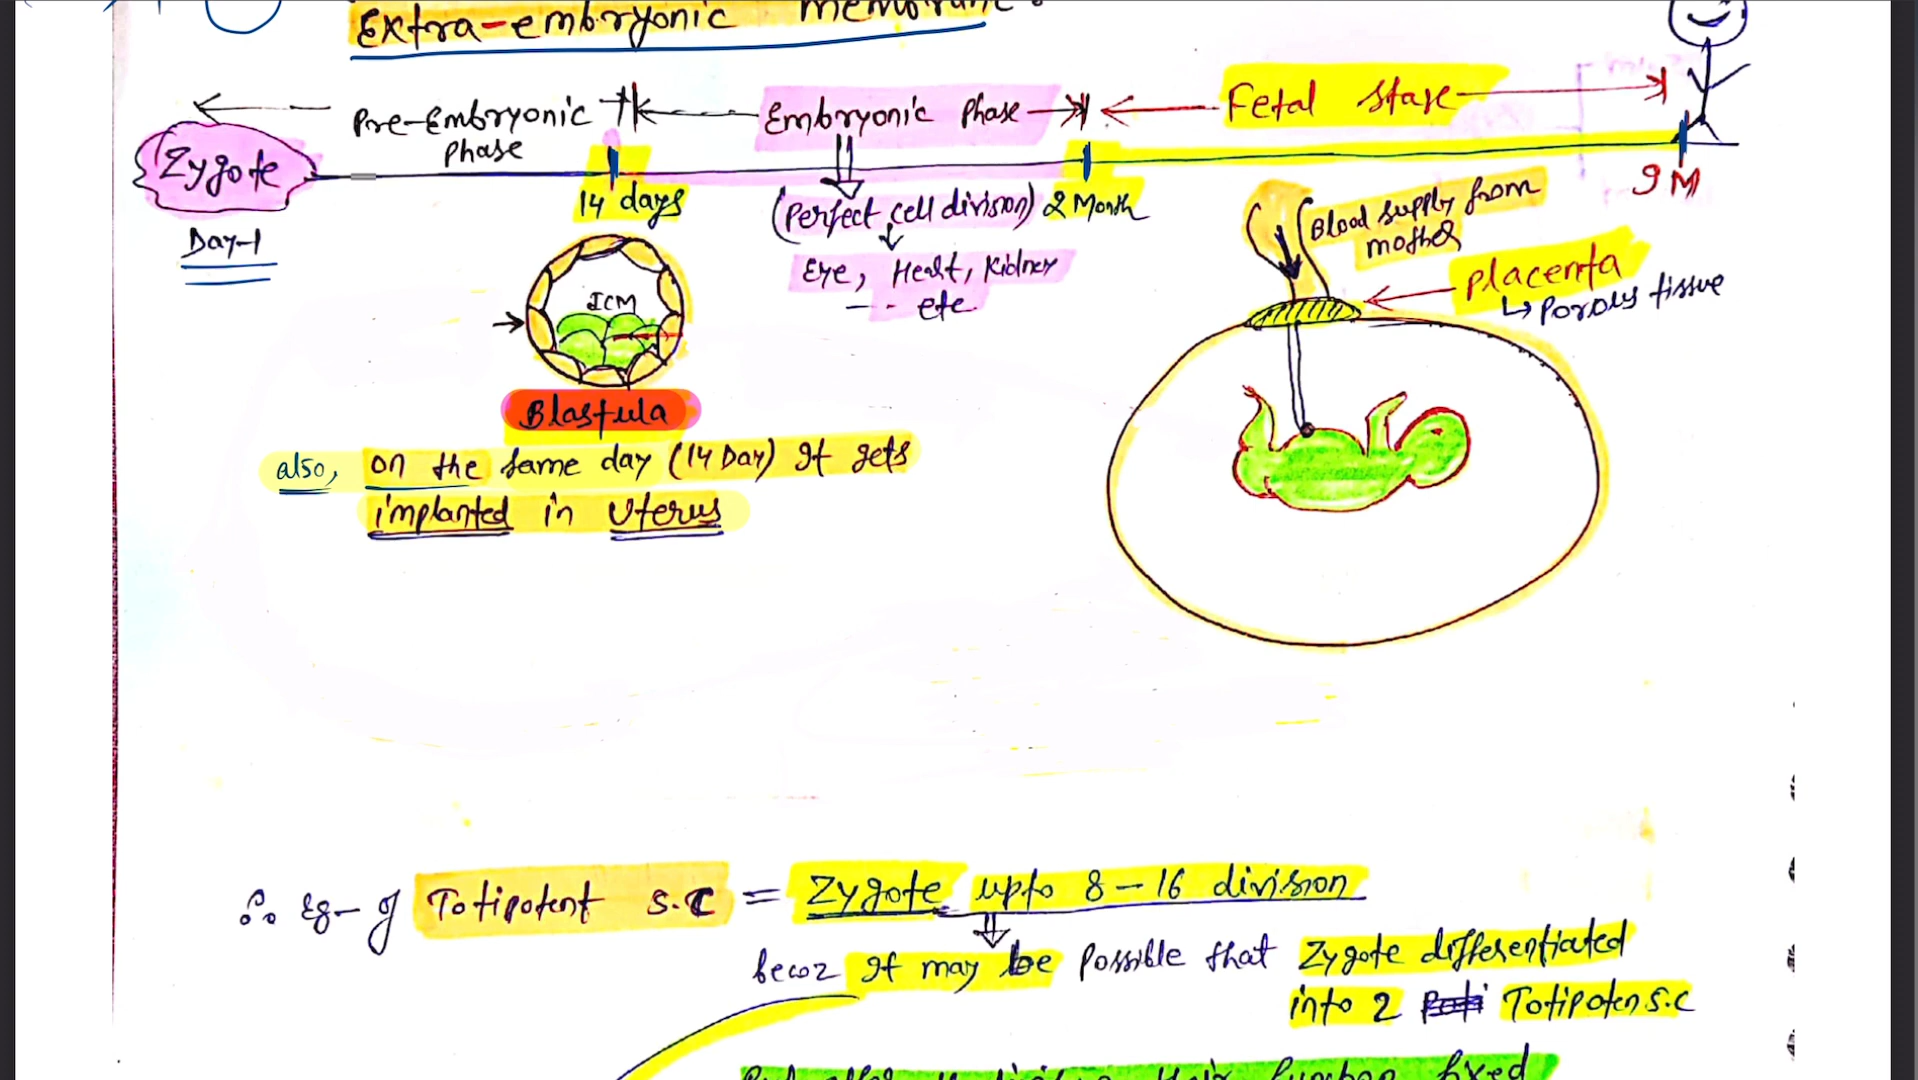 Extra-embryonic membrane:
Pre-Embryonic Phase
Embryonic Phase
Fetal Stage
Zygote
Day-1
14 days
(Perfect cell division)
2 Month
9 M
Eye, Heart, Kidney
--- etc
ICM
Blastula
Blood supply from
mother
Placenta
↳ Porous tissue
also, on the same day (14 Day) It gets
implanted in Uterus
∴ Eg- of Totipotent S.C = Zygote upto 8-16 division
becoz It may be Possible that Zygote differentiated
into 2 Totipoten S.C